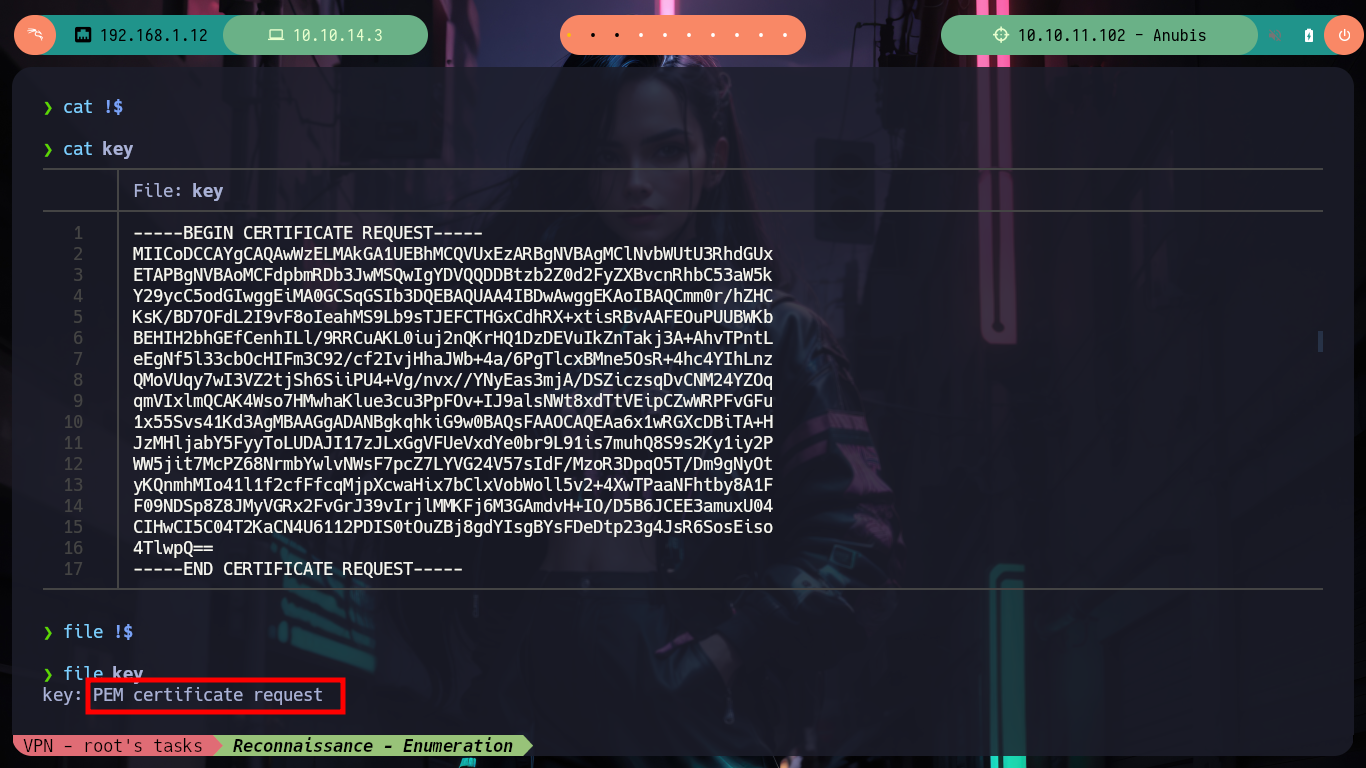 192.168.1.12 10.10.14.3 10.10.11.102 - Anubis
❯ cat !$
❯ cat key
File: key
1 -----BEGIN CERTIFICATE REQUEST-----
2 MIICoDCCAYgCAQAwWzELMAkGA1UEBhMCQVUxEzARBgNVBAgMClNvbWUtU3RhdGUx
3 ETAPBgNVBAoMCFdpbmRDb3JwMSQwIgYDVQQDDBtzb2Z0d2FyZXBvcnRhbC53aW5k
4 Y29ycC5odGIwggEiMA0GCSqGSIb3DQEBAQUAA4IBDwAwggEKAoIBAQCmm0r/hZHC
5 KsK/BD7OFdL2I9vF8oIeahMS9Lb9sTJEFCTHGxCdhRX+xtisRBvAAFEOuPUUBWKb
6 BEHIH2bhGEfCenhILl/9RRCuAKL0iuj2nQKrHQ1DzDEVuIkZnTakj3A+AhvTPntL
7 eEgNf5l33cbOcHIFm3C92/cf2IvjHhaJWb+4a/6PgTlcxBMne5OsR+4hc4YIhLnz
8 QMoVUqy7wI3VZ2tjSh6SiiPU4+Vg/nvx//YNyEas3mjA/DSZiczsqDvCNM24YZOq
9 qmVIxlmQCAK4Wso7HMwhaKlue3cu3PpFOv+IJ9alsNWt8xdTtVEipCZwWRPFvGFu
10 1x55Svs41Kd3AgMBAAGgADANBgkqhkiG9w0BAQsFAAOCAQEAa6x1wRGXcDBiTA+H
11 JzMHljabY5FyyToLUDAJI17zJLxGgVFUeVxdYe0br9L91is7muhQ8S9s2Ky1iy2P
12 WW5jit7McPZ68NrmbYwlvNWsF7pcZ7LYVG24V57sIdF/MzoR3DpqO5T/Dm9gNyOt
13 yKQnmhMIo41l1f2cfFfcqMjpXcwaHix7bClxVobWoll5v2+4XwTPaaNFhtby8A1F
14 F09NDSp8Z8JMyVGRx2FvGrJ39vIrjlMMKFj6M3GAmdvH+IO/D5B6JCEE3amuxU04
15 CIHwCI5C04T2KaCN4U6112PDIS0tOuZBj8gdYIsgBYsFDeDtp23g4JsR6SosEiso
16 4TlwpQ==
17 -----END CERTIFICATE REQUEST-----
❯ file !$
❯ file key
key: PEM certificate request
VPN - root's tasks Reconnaissance - Enumeration